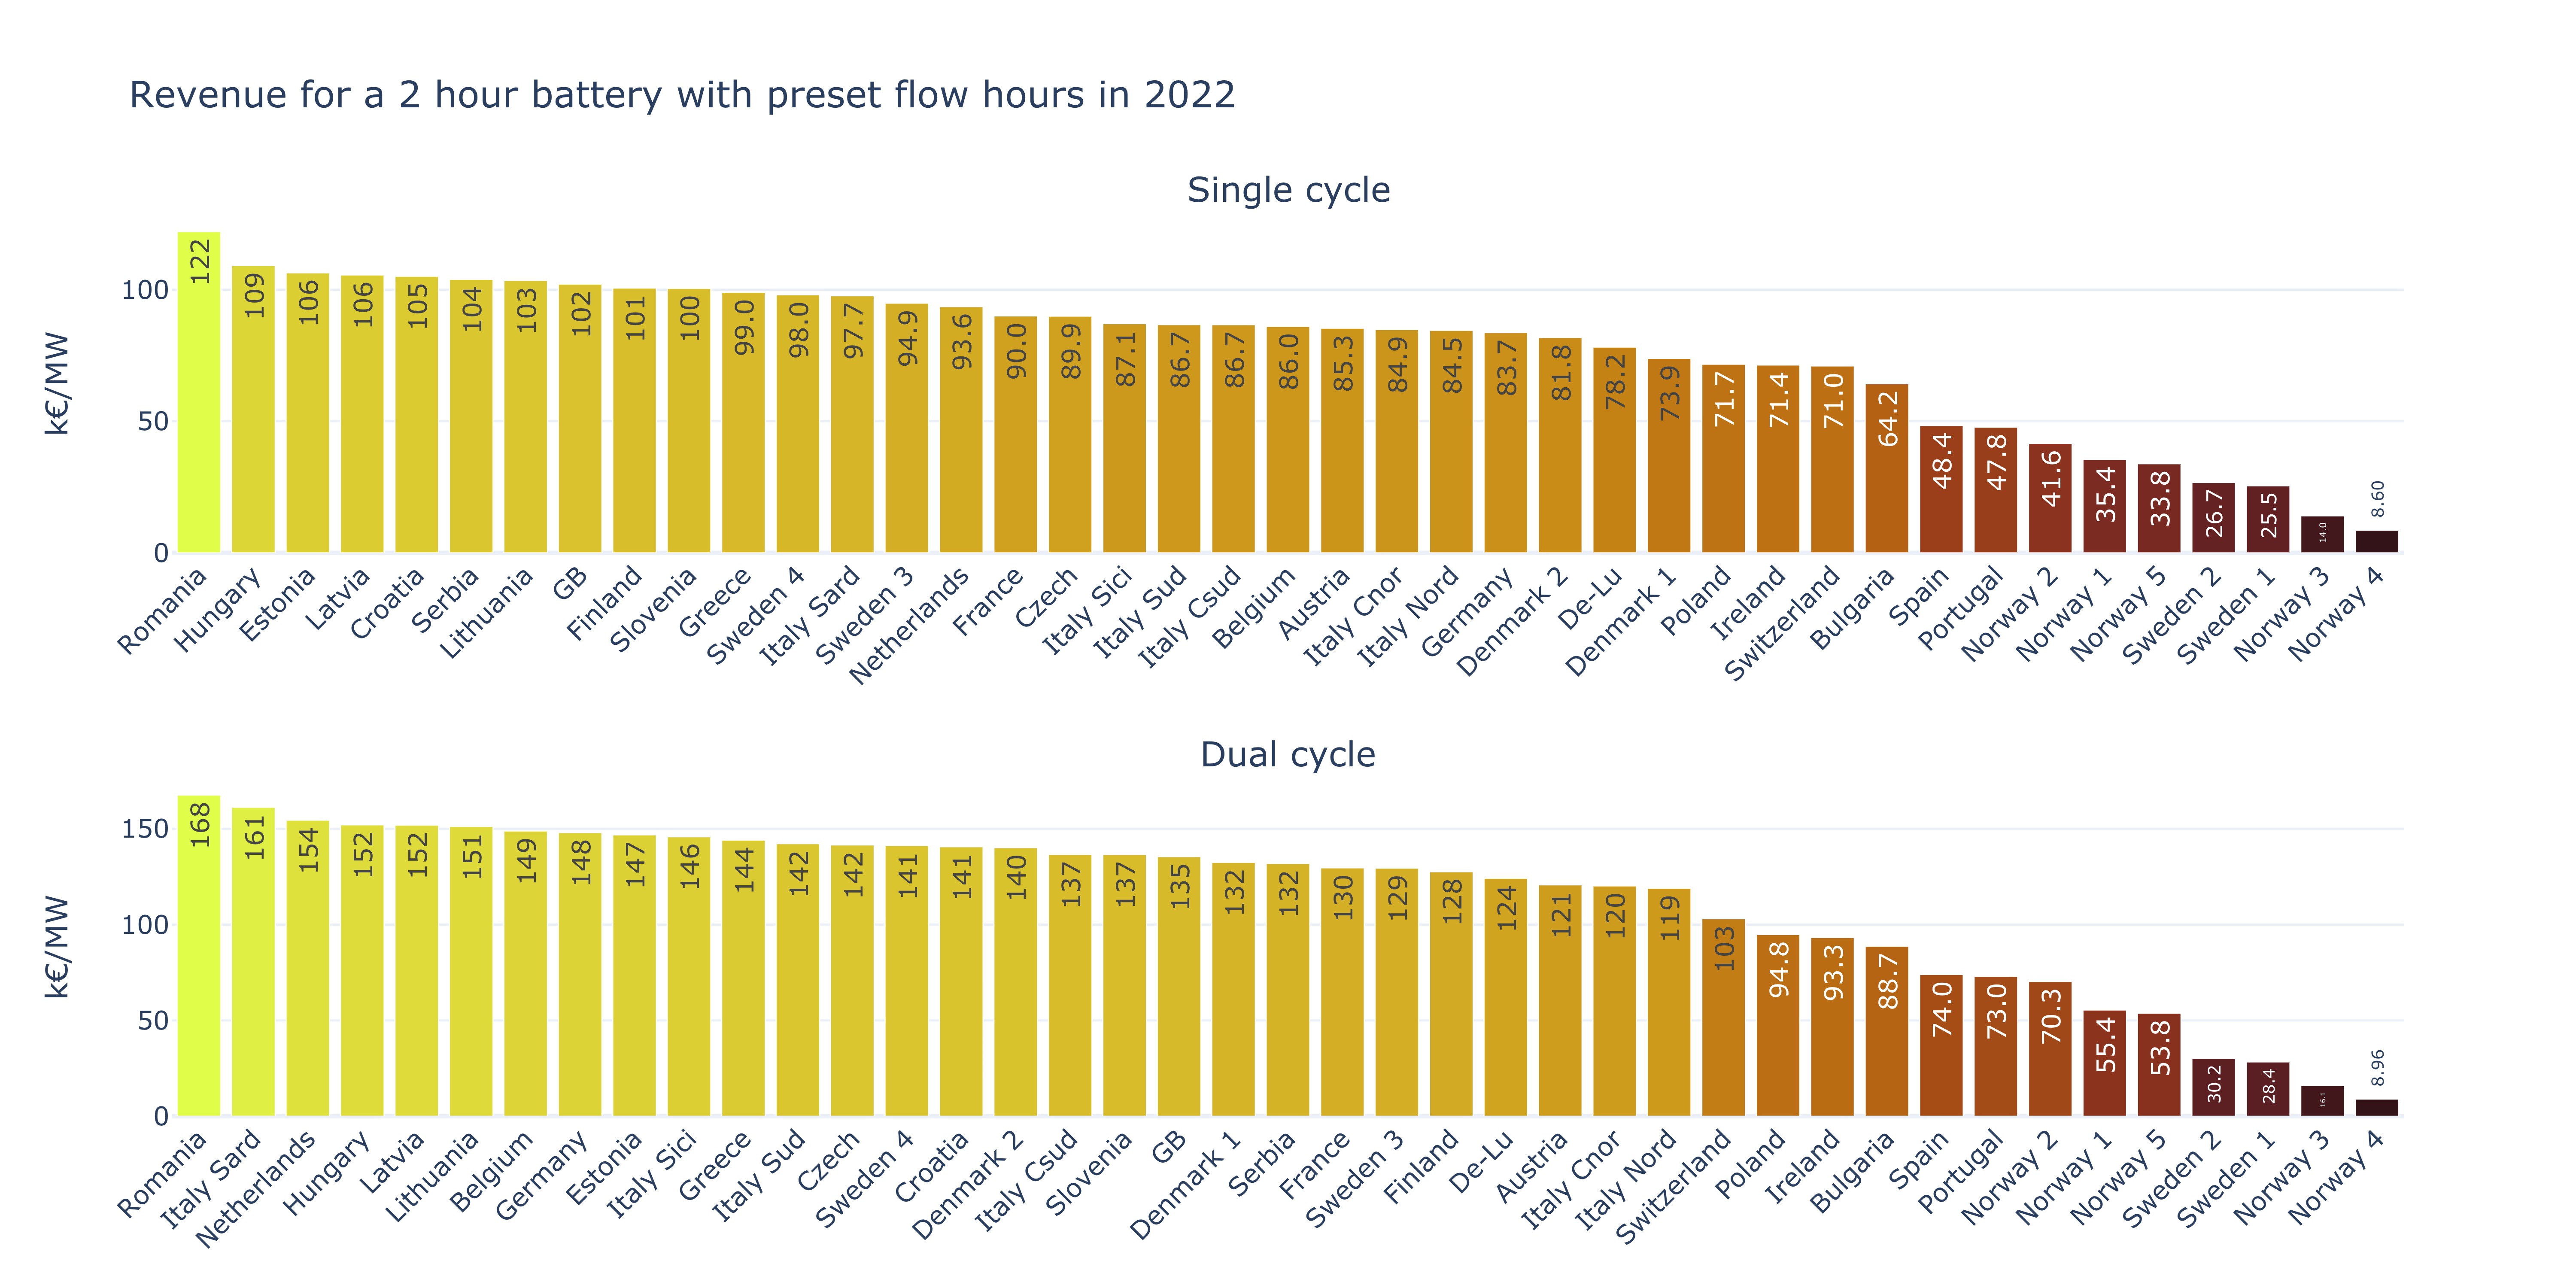 Revenue for a 2 hour battery with preset flow hours in 2022
Single cycle
k€/MW
100
50
0
122
109
106
106
105
104
103
102
101
100
99.0
98.0
97.7
94.9
93.6
90.0
89.9
87.1
86.7
86.7
86.0
85.3
84.9
84.5
83.7
81.8
78.2
73.9
71.7
71.4
71.0
64.2
48.4
47.8
41.6
35.4
33.8
26.7
25.5
14.0
8.60
Romania
Hungary
Estonia
Latvia
Croatia
Serbia
Lithuania
GB
Finland
Slovenia
Greece
Sweden 4
Italy Sard
Sweden 3
Netherlands
France
Czech
Italy Sici
Italy Sud
Italy Csud
Belgium
Austria
Italy Cnor
Italy Nord
Germany
Denmark 2
De-Lu
Denmark 1
Poland
Ireland
Switzerland
Bulgaria
Spain
Portugal
Norway 2
Norway 1
Norway 5
Sweden 2
Sweden 1
Norway 3
Norway 4
Dual cycle
k€/MW
150
100
50
0
168
161
154
152
152
151
149
148
147
146
144
142
142
141
141
140
137
137
135
132
132
130
129
128
124
121
120
119
103
94.8
93.3
88.7
74.0
73.0
70.3
55.4
53.8
30.2
28.4
16.1
8.96
Romania
Italy Sard
Netherlands
Hungary
Latvia
Lithuania
Belgium
Germany
Estonia
Italy Sici
Greece
Italy Sud
Czech
Sweden 4
Croatia
Denmark 2
Italy Csud
Slovenia
GB
Denmark 1
Serbia
France
Sweden 3
Finland
De-Lu
Austria
Italy Cnor
Italy Nord
Switzerland
Poland
Ireland
Bulgaria
Spain
Portugal
Norway 2
Norway 1
Norway 5
Sweden 2
Sweden 1
Norway 3
Norway 4